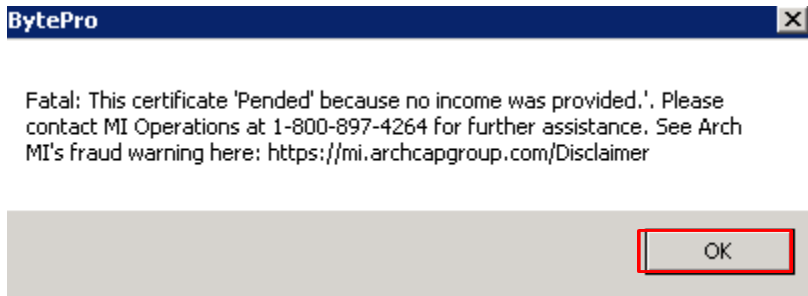 BytePro
Fatal: This certificate 'Pended' because no income was provided.'. Please
contact MI Operations at 1-800-897-4264 for further assistance. See Arch
MI's fraud warning here: https://mi.archcapgroup.com/Disclaimer
OK